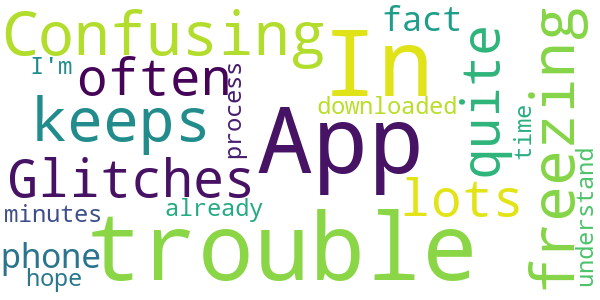 Confusing
In
fact
I'm
often
keeps
process
downloaded
quite
time
freezing
App
Glitches
lots
understand
minutes
already
trouble
phone
hope